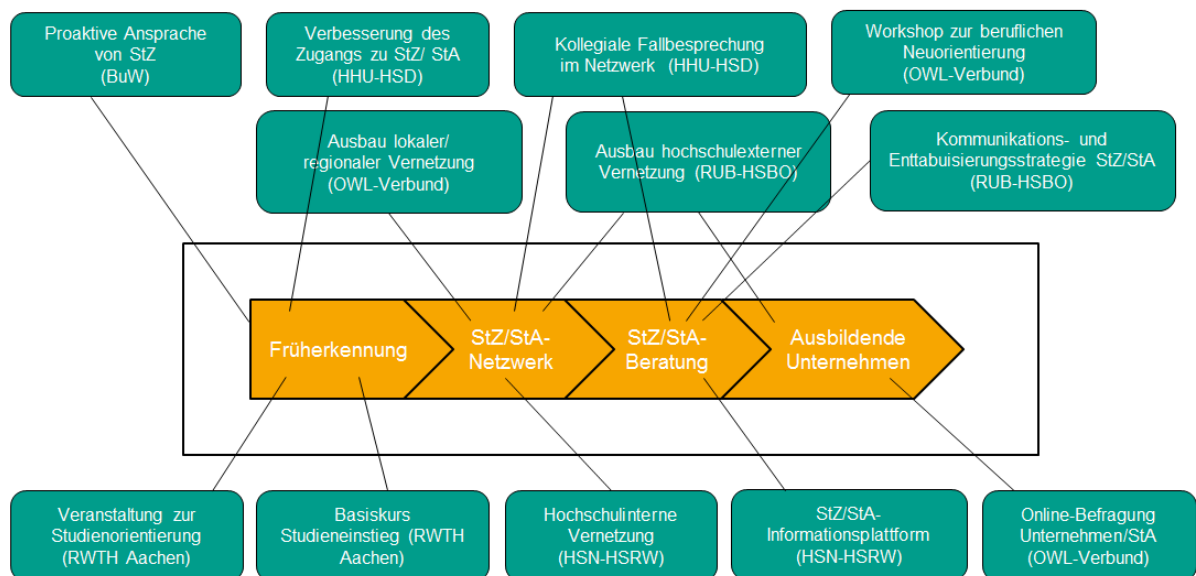 Proaktive Ansprache
von StZ
(BuW)
Verbesserung des
Zugangs zu StZ/ StA
(HHU-HSD)
Kollegiale Fallbesprechung
im Netzwerk (HHU-HSD)
Workshop zur beruflichen
Neuorientierung
(OWL-Verbund)
Ausbau lokaler/
regionaler Vernetzung
(OWL-Verbund)
Ausbau hochschulexterner
Vernetzung (RUB-HSBO)
Kommunikations- und
Enttabuisierungsstrategie StZ/StA
(RUB-HSBO)
Früherkennung
StZ/StA-
Netzwerk
StZ/StA-
Beratung
Ausbildende
Unternehmen
Veranstaltung zur
Studienorientierung
(RWTH Aachen)
Basiskurs
Studieneinstieg (RWTH
Aachen)
Hochschulinterne
Vernetzung
(HSN-HSRW)
StZ/StA-
Informationsplattform
(HSN-HSRW)
Online-Befragung
Unternehmen/StA
(OWL-Verbund)